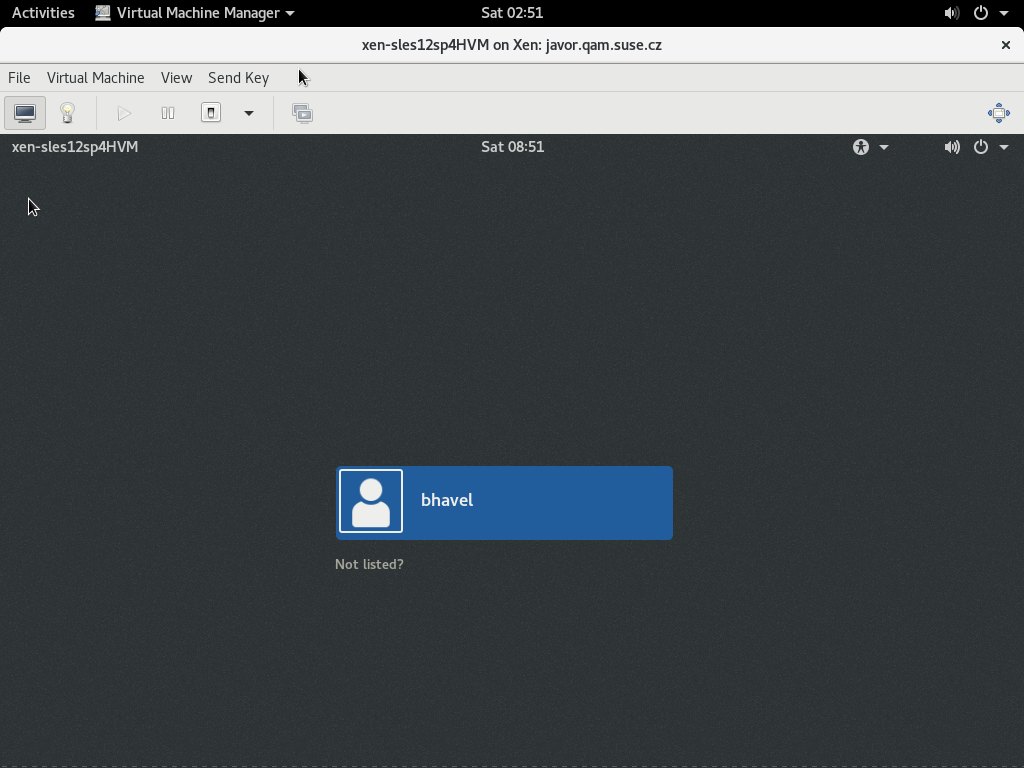 Activities Virtual Machine Manager Sat 02:51
xen-sles12sp4HVM on Xen: javor.qam.suse.cz
File Virtual Machine View Send Key
xen-sles12sp4HVM Sat 08:51
bhavel
Not listed?